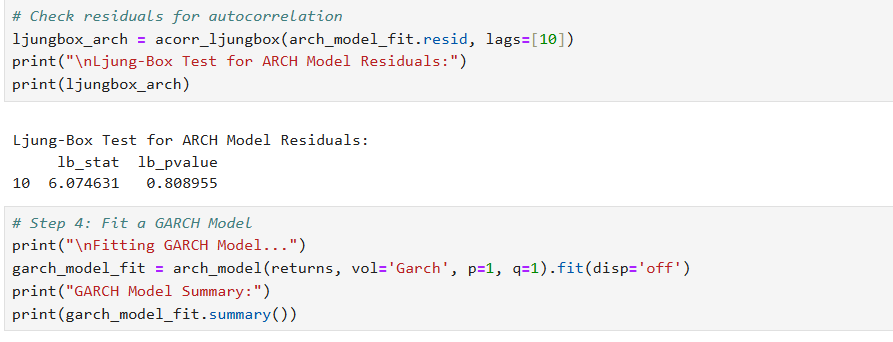 # Check residuals for autocorrelation
ljungbox_arch = acorr_ljungbox(arch_model_fit.resid, lags=[10])
print("\nLjung-Box Test for ARCH Model Residuals:")
print(ljungbox_arch)
Ljung-Box Test for ARCH Model Residuals:
lb_stat lb_pvalue
10 6.074631 0.808955
# Step 4: Fit a GARCH Model
print("\nFitting GARCH Model...")
garch_model_fit = arch_model(returns, vol='Garch', p=1, q=1).fit(disp='off')
print("GARCH Model Summary:")
print(garch_model_fit.summary())